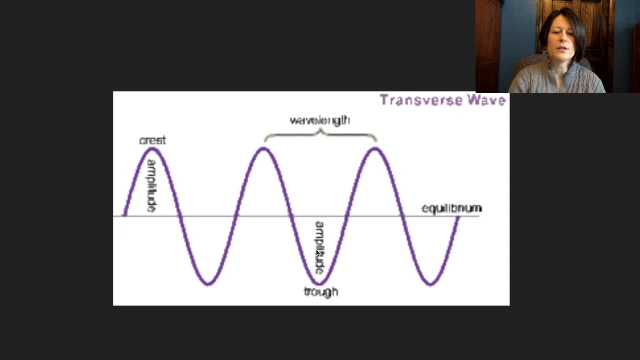 Transverse Wave
wavelength
crest
amplitude
equilibrium
amplitude
trough